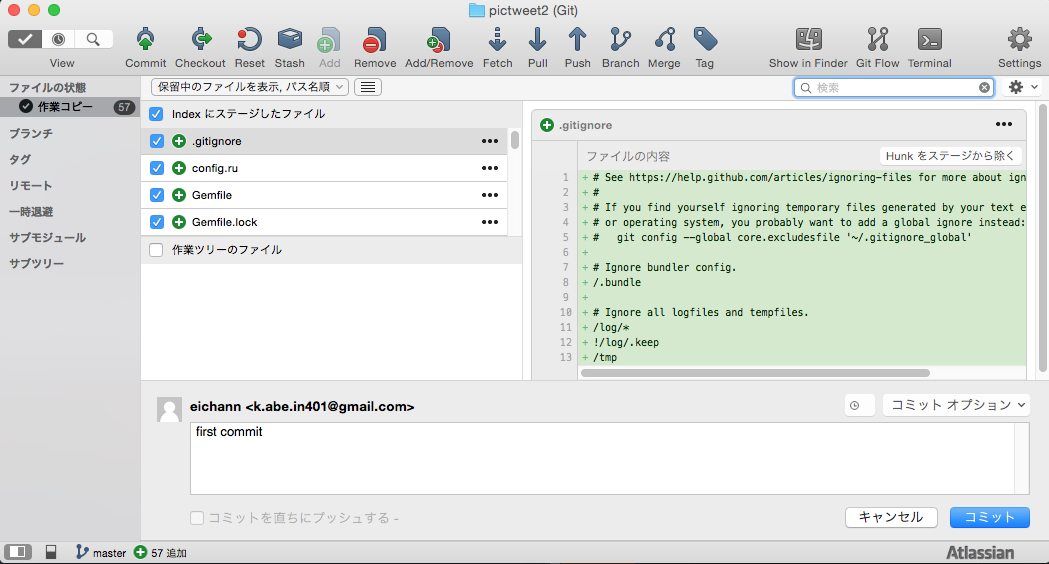 pictweet2 (Git)
View Commit Checkout Reset Stash Add Remove Add/Remove Fetch Pull Push Branch Merge Tag Show in Finder Git Flow Terminal Settings
ファイルの状態
作業コピー 57
ブランチ
タグ
リモート
一時退避
サブモジュール
サブツリー
保留中のファイルを表示, パス名順
検索
Index にステージしたファイル
.gitignore
config.ru
Gemfile
Gemfile.lock
作業ツリーのファイル
.gitignore
ファイルの内容 Hunk をステージから除く
1 + # See https://help.github.com/articles/ignoring-files for more about ign
2 + #
3 + # If you find yourself ignoring temporary files generated by your text e
4 + # or operating system, you probably want to add a global ignore instead:
5 + #   git config --global core.excludesfile '~/.gitignore_global'
6 +
7 + # Ignore bundler config.
8 + /.bundle
9 +
10 + # Ignore all logfiles and tempfiles.
11 + /log/*
12 + !/log/.keep
13 + /tmp
eichann <k.abe.in401@gmail.com>
コミット オプション
first commit
コミットを直ちにプッシュする -
キャンセル コミット
master 57 追加
Atlassian